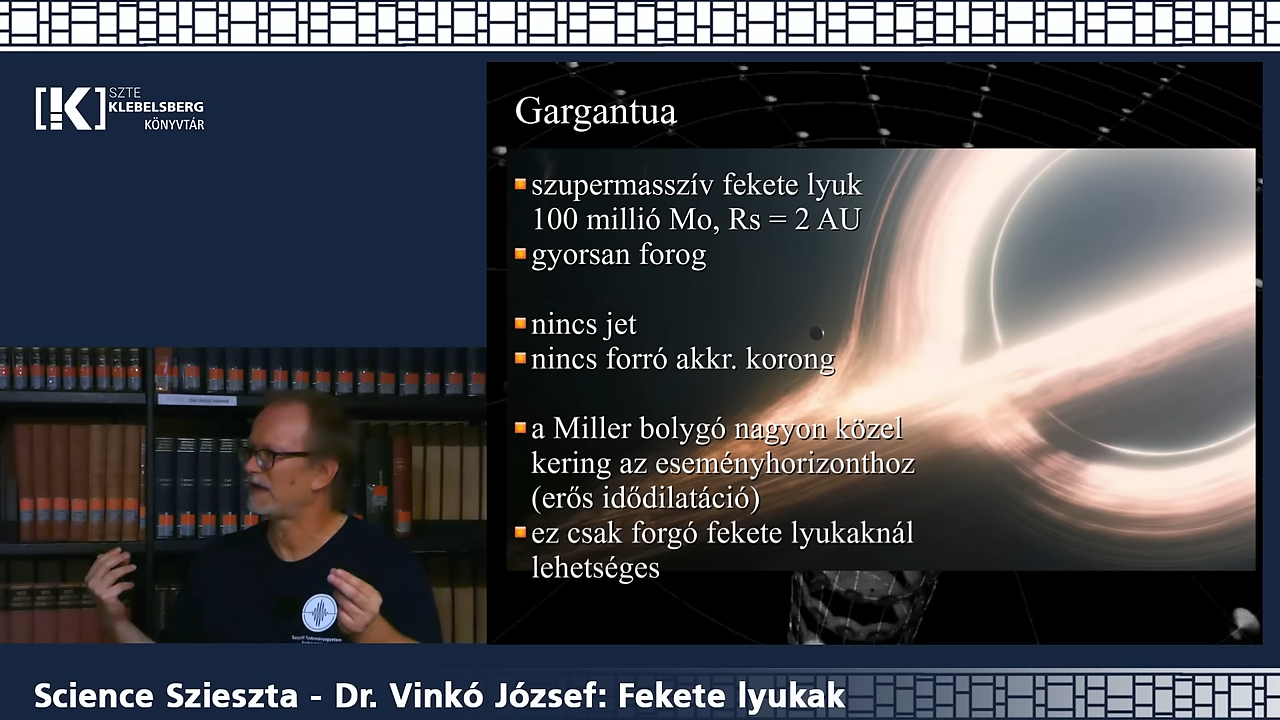 SZTE
KLEBELSBERG
KÖNYVTÁR
Gargantua
szupermasszív fekete lyuk
100 millió Mo, Rs = 2 AU
gyorsan forog
nincs jet
nincs forró akkr. korong
a Miller bolygó nagyon közel
kering az eseményhorizonthoz
(erős idődilatáció)
ez csak forgó fekete lyukaknál
lehetséges
Science Szieszta - Dr. Vinkó József: Fekete lyukak